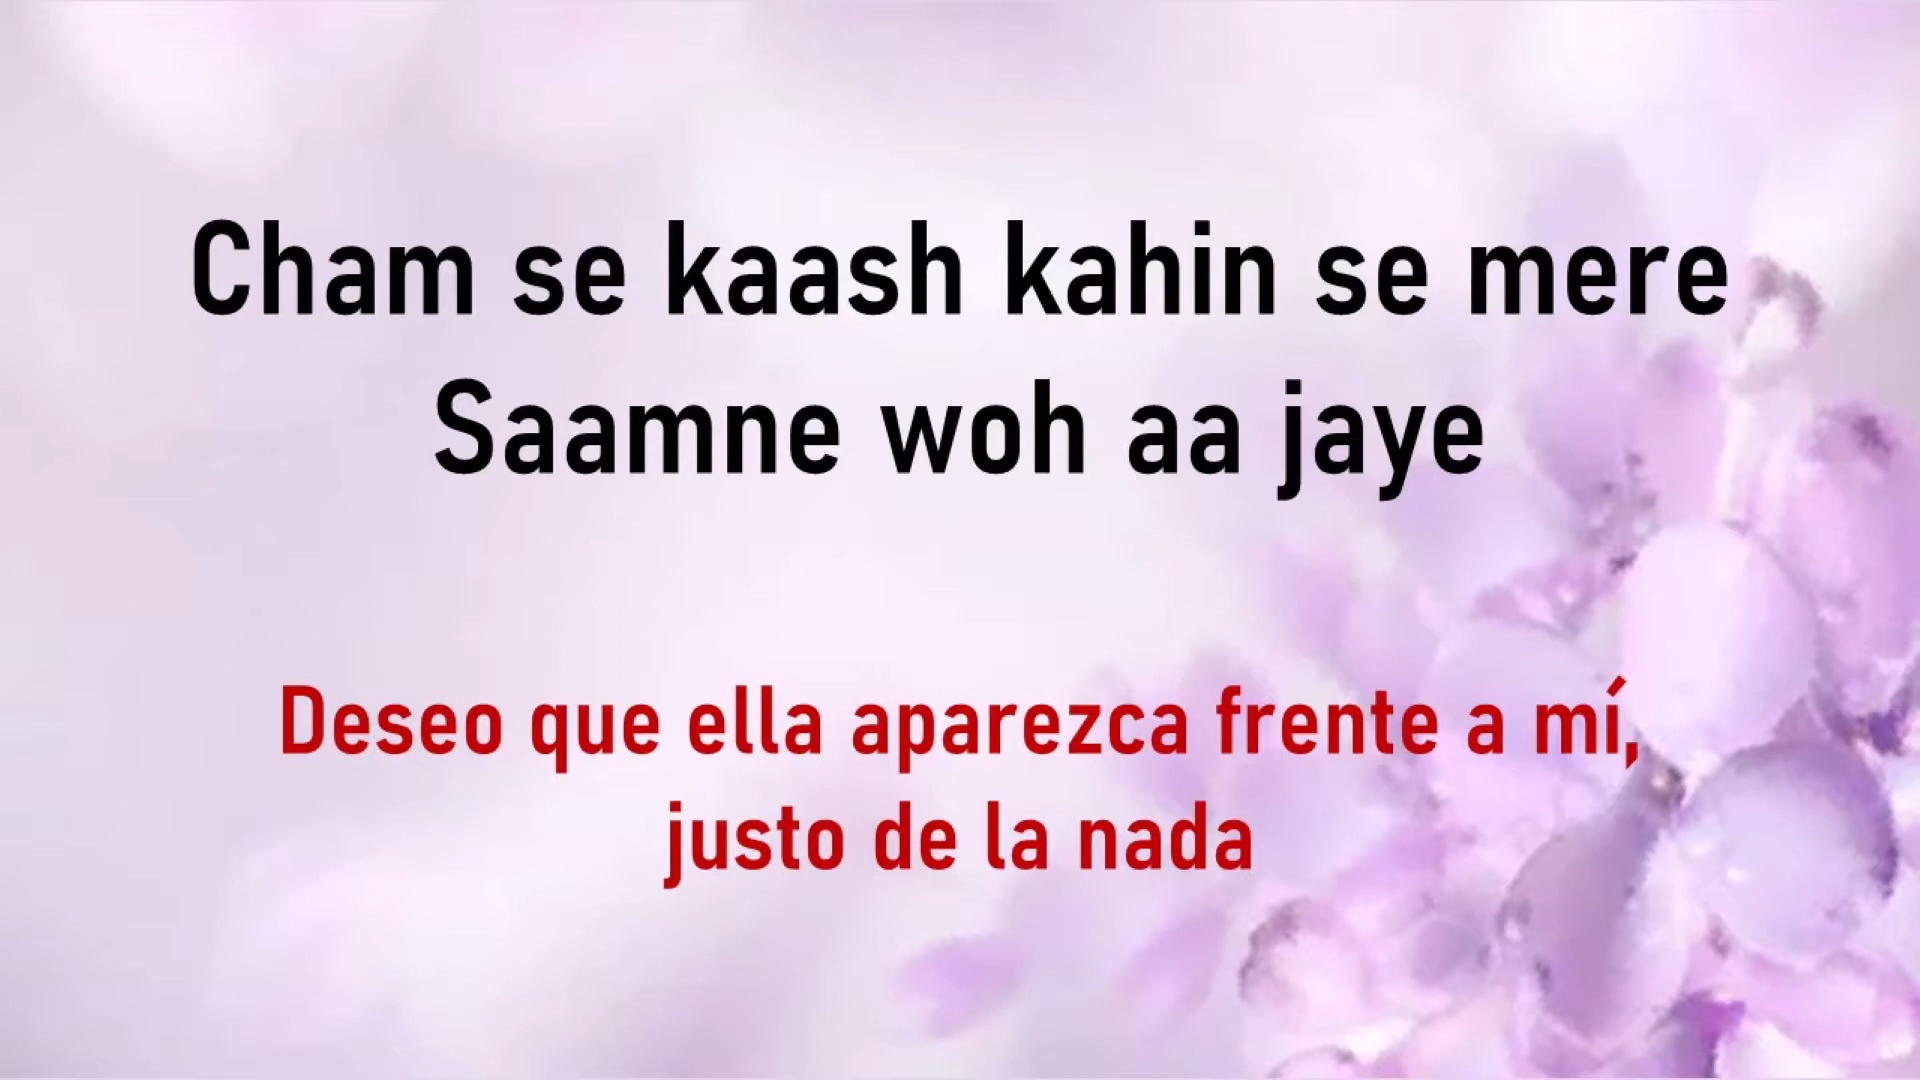 Cham se kaash kahin se mere
Saamne woh aa jaye
Deseo que ella aparezca frente a mí,
justo de la nada